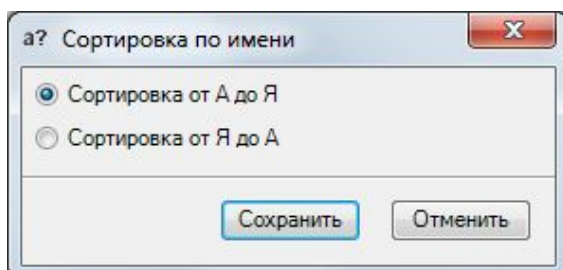 a? Сортировка по имени
Сортировка от А до Я
Сортировка от Я до А
Сохранить Отменить